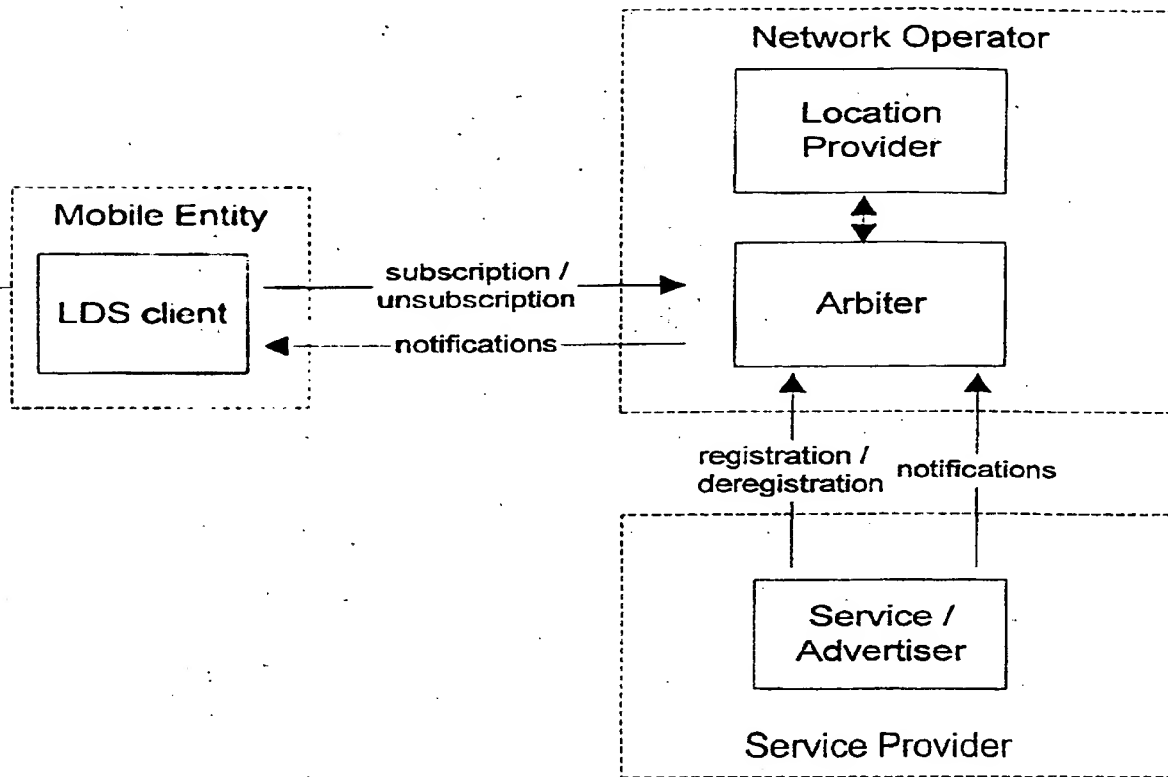 Network Operator
Location
Provider
Mobile Entity
LDS client
subscription /
unsubscription
notifications
Arbiter
registration /
deregistration
notifications
Service /
Advertiser
Service Provider